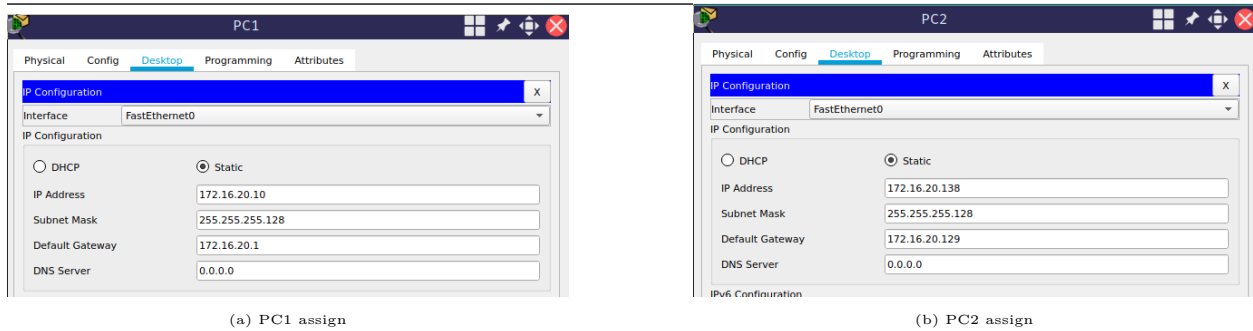 PC1
Physical Config Desktop Programming Attributes
IP Configuration X
Interface FastEthernet0
IP Configuration
DHCP Static
IP Address 172.16.20.10
Subnet Mask 255.255.255.128
Default Gateway 172.16.20.1
DNS Server 0.0.0.0
(a) PC1 assign
PC2
Physical Config Desktop Programming Attributes
IP Configuration X
Interface FastEthernet0
IP Configuration
DHCP Static
IP Address 172.16.20.138
Subnet Mask 255.255.255.128
Default Gateway 172.16.20.129
DNS Server 0.0.0.0
IPv6 Configuration
(b) PC2 assign